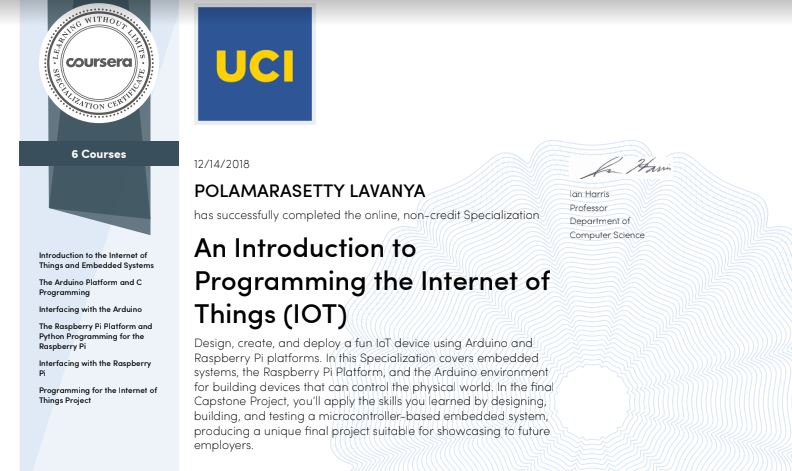 LEARNING WITHOUT LIMITS
coursera
SPECIALIZATION CERTIFICATE
6 Courses
Introduction to the Internet of
Things and Embedded Systems
The Arduino Platform and C
Programming
Interfacing with the Arduino
The Raspberry Pi Platform and
Python Programming for the
Raspberry Pi
Interfacing with the Raspberry
Pi
Programming for the Internet of
Things Project
UCI
12/14/2018
POLAMARASETTY LAVANYA
has successfully completed the online, non-credit Specialization
An Introduction to
Programming the Internet of
Things (IOT)
Design, create, and deploy a fun IoT device using Arduino and
Raspberry Pi platforms. In this Specialization covers embedded
systems, the Raspberry Pi Platform, and the Arduino environment
for building devices that can control the physical world. In the final
Capstone Project, you'll apply the skills you learned by designing,
building, and testing a microcontroller-based embedded system,
producing a unique final project suitable for showcasing to future
employers.
Ian Harris
Ian Harris
Professor
Department of
Computer Science